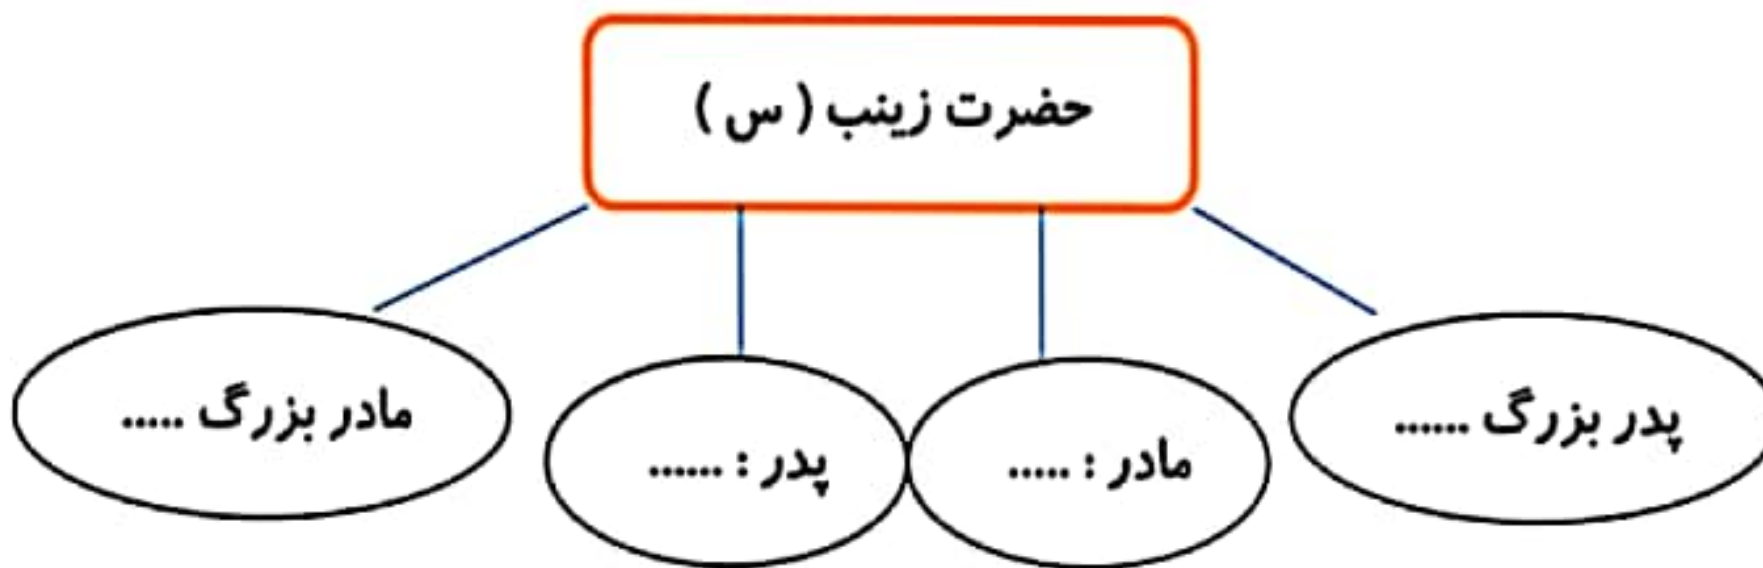 حضرت زینب ( س )
پدر بزرگ ......
مادر : .....
پدر : ......
مادر بزرگ .....